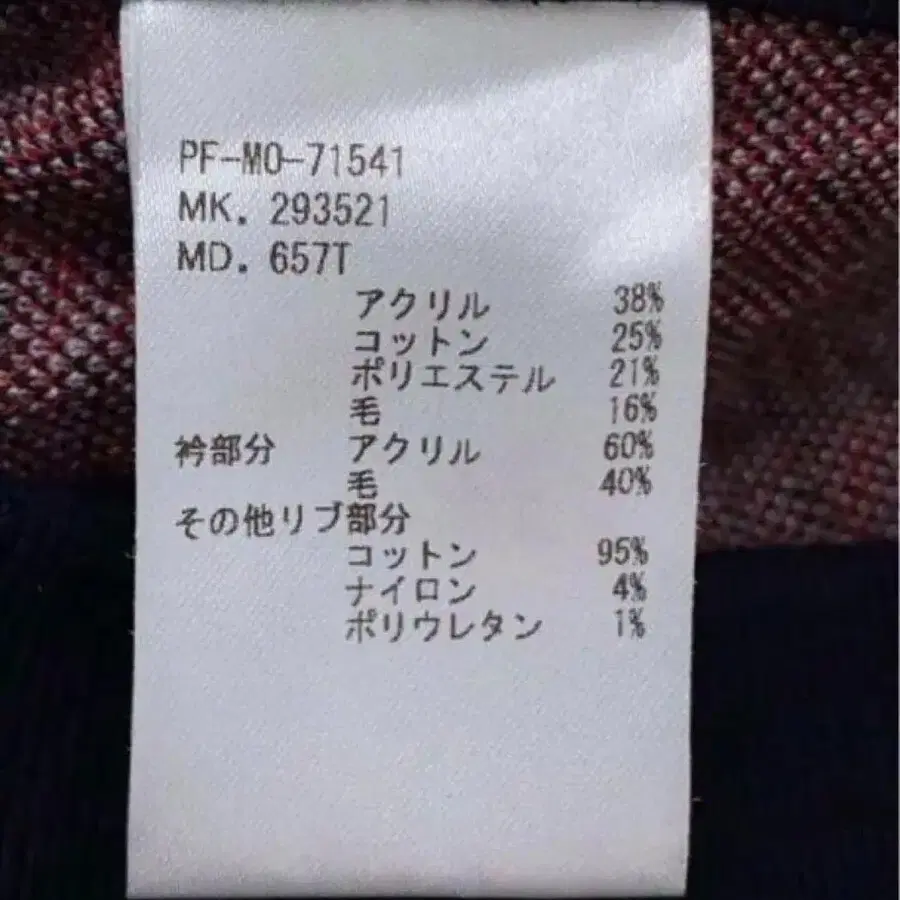 PF-MO-71541
MK. 293521
MD. 657T
アクリル 38%
コットン 25%
ポリエステル 21%
毛 16%
衿部分 アクリル 60%
毛 40%
その他リブ部分
コットン 95%
ナイロン 4%
ポリウレタン 1%